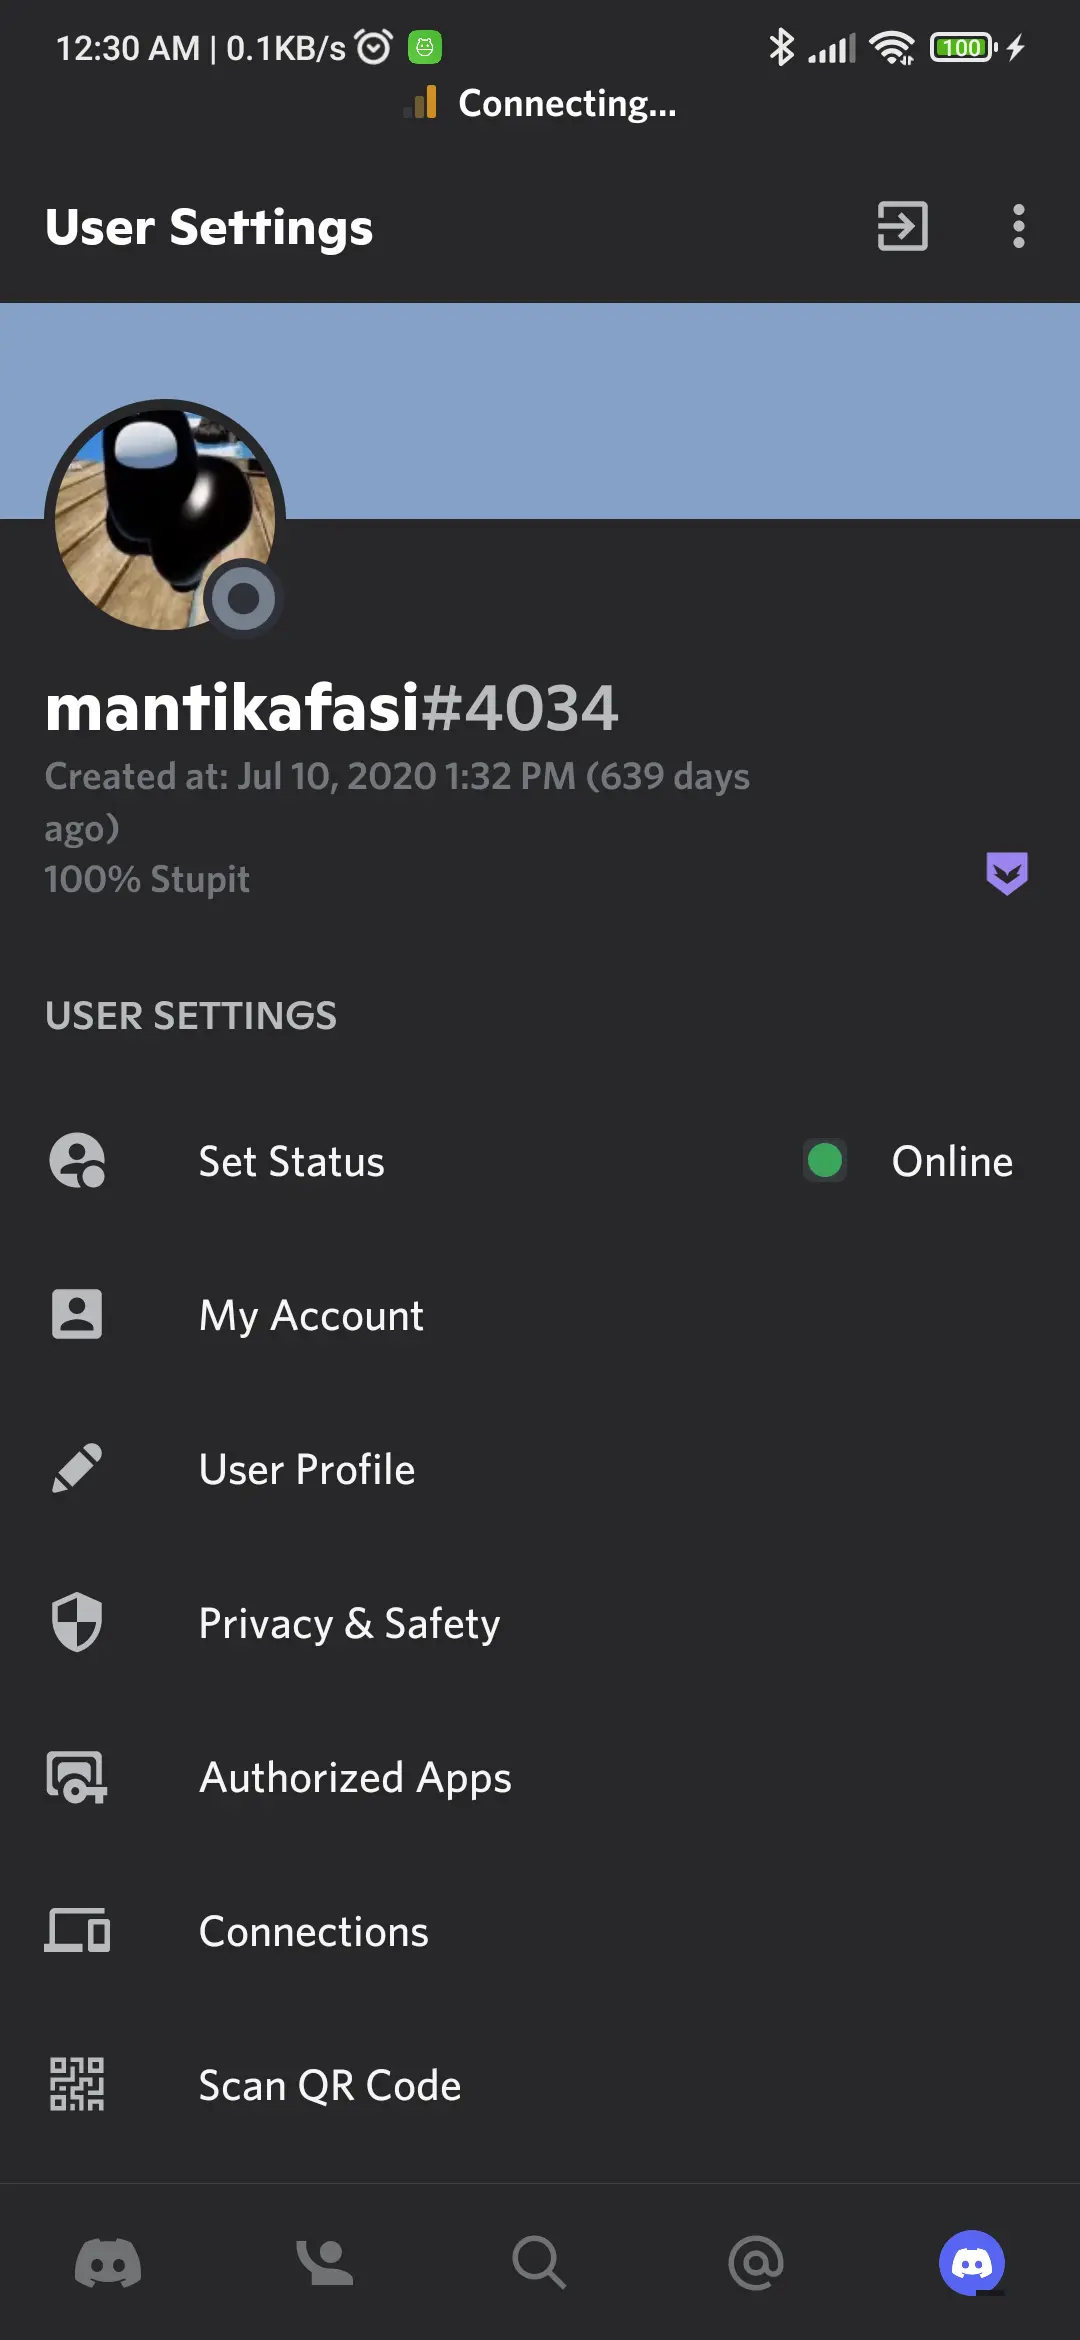 12:30 AM | 0.1KB/s
100
Connecting...
User Settings
mantikafasi#4034
Created at: Jul 10, 2020 1:32 PM (639 days
ago)
100% Stupit
USER SETTINGS
Set Status Online
My Account
User Profile
Privacy & Safety
Authorized Apps
Connections
Scan QR Code